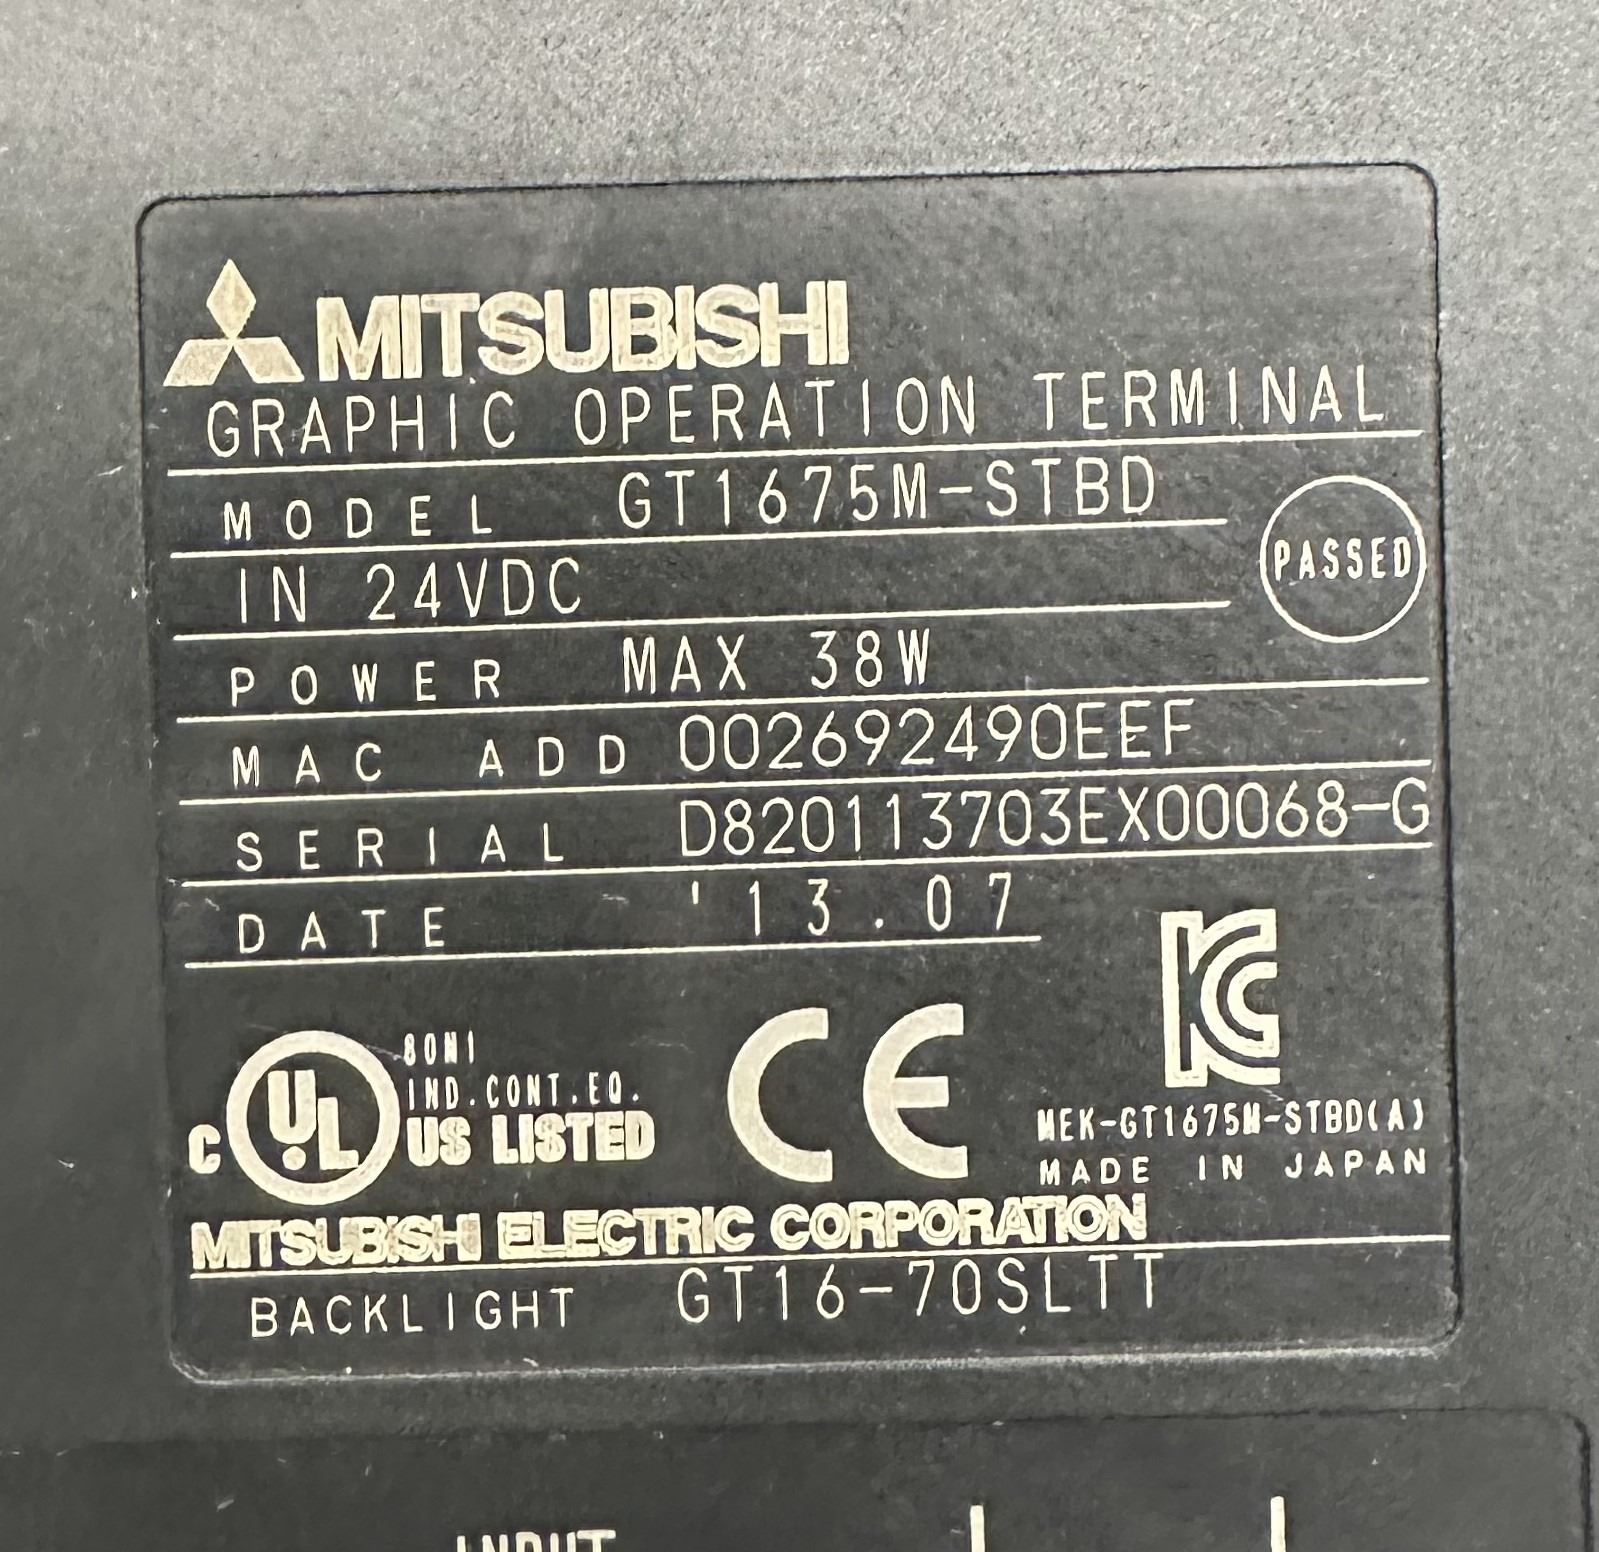 MITSUBISHI
GRAPHIC OPERATION TERMINAL
MODEL GT1675M-STBD
PASSED
IN 24VDC
POWER MAX 38W
MAC ADD 002692490EEF
SERIAL D820113703EX00068-G
DATE '13.07
80N1
IND.CONT.EQ.
C UL US LISTED
CE
KC
MEK-GT1675M-STBD(A)
MADE IN JAPAN
MITSUBISHI ELECTRIC CORPORATION
BACKLIGHT GT16-70SLTT
INPUT